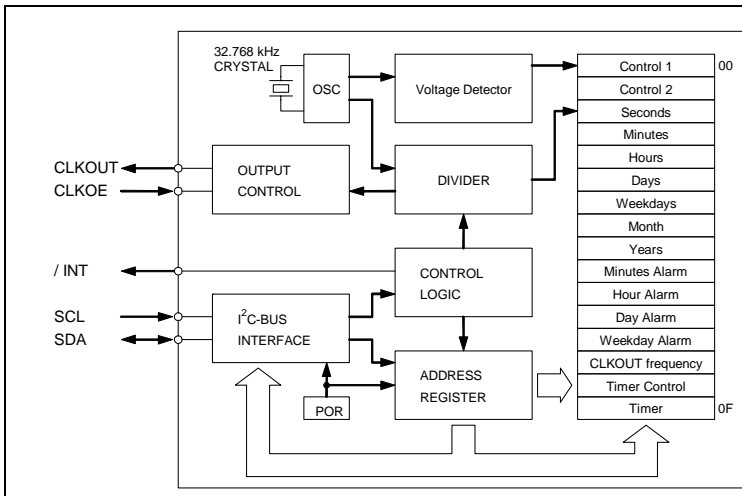 32.768 kHz
CRYSTAL
OSC
Voltage Detector
Control 1
00
Control 2
Seconds
Minutes
Hours
Days
Weekdays
Month
Years
Minutes Alarm
Hour Alarm
Day Alarm
Weekday Alarm
CLKOUT frequency
Timer Control
Timer
0F
CLKOUT
CLKOE
OUTPUT
CONTROL
DIVIDER
/ INT
CONTROL
LOGIC
SCL
SDA
I²C-BUS
INTERFACE
ADDRESS
REGISTER
POR